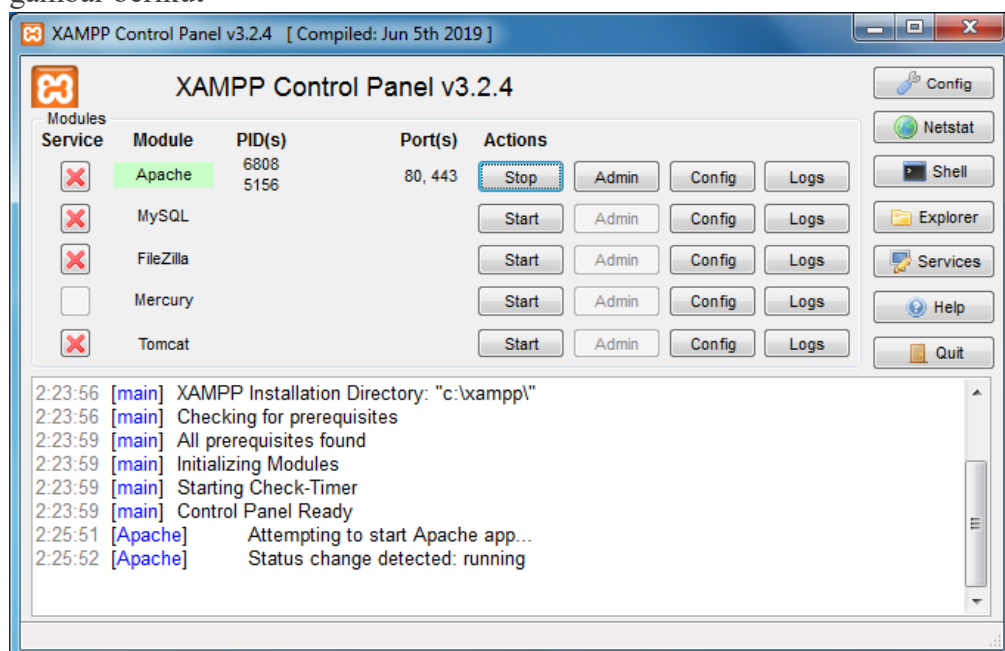 XAMPP Control Panel v3.2.4 [ Compiled: Jun 5th 2019 ]
XAMPP Control Panel v3.2.4
Config
Modules
Service Module PID(s) Port(s) Actions
Netstat
Apache 6808 5156 80, 443 Stop Admin Config Logs
Shell
MySQL Start Admin Config Logs
Explorer
FileZilla Start Admin Config Logs
Services
Mercury Start Admin Config Logs
Help
Tomcat Start Admin Config Logs
Quit
2:23:56 [main] XAMPP Installation Directory: "c:\xampp\"
2:23:56 [main] Checking for prerequisites
2:23:59 [main] All prerequisites found
2:23:59 [main] Initializing Modules
2:23:59 [main] Starting Check-Timer
2:23:59 [main] Control Panel Ready
2:25:51 [Apache] Attempting to start Apache app...
2:25:52 [Apache] Status change detected: running